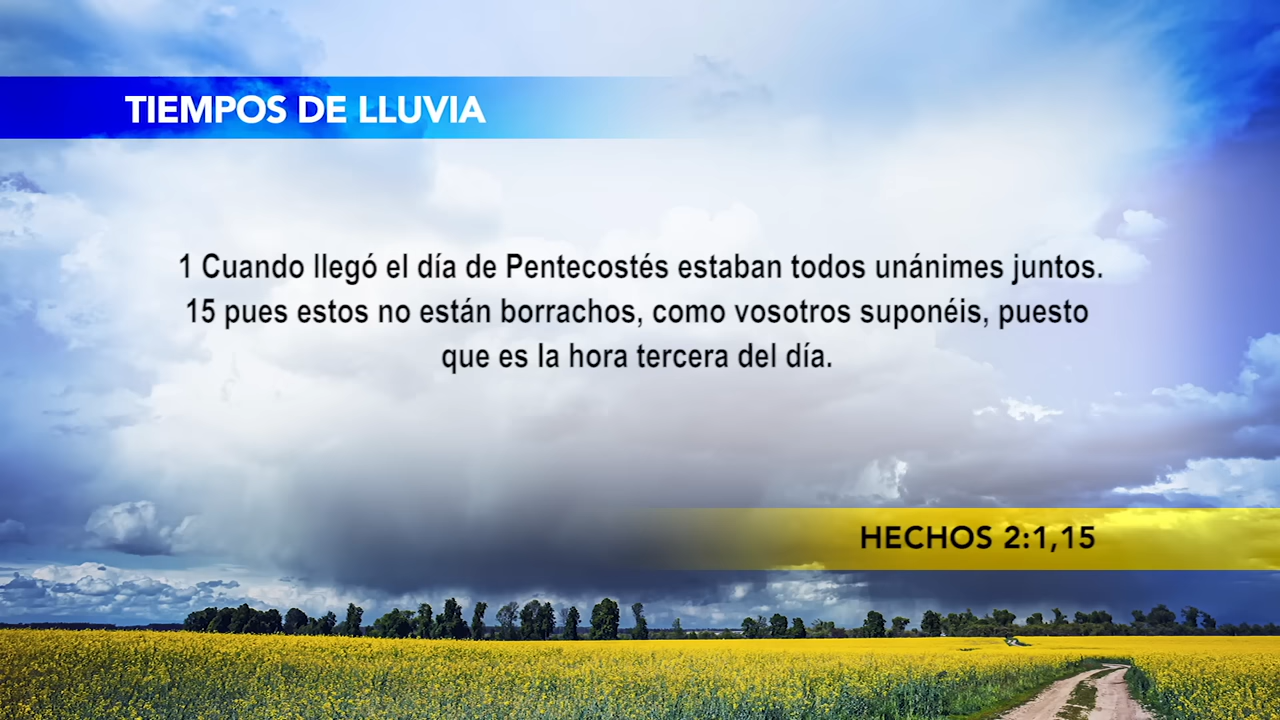 TIEMPOS DE LLUVIA
1 Cuando llegó el día de Pentecostés estaban todos unánimes juntos.
15 pues estos no están borrachos, como vosotros suponéis, puesto
que es la hora tercera del día.
HECHOS 2:1,15